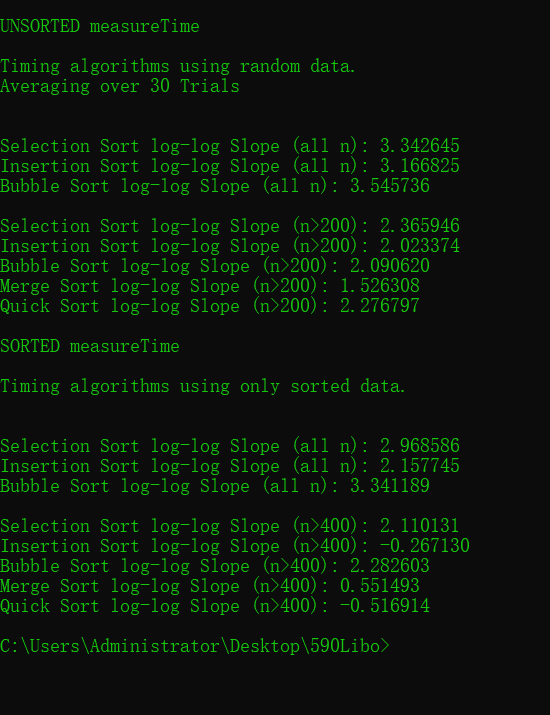 UNSORTED measureTime
Timing algorithms using random data.
Averaging over 30 Trials
Selection Sort log-log Slope (all n): 3.342645
Insertion Sort log-log Slope (all n): 3.166825
Bubble Sort log-log Slope (all n): 3.545736
Selection Sort log-log Slope (n>200): 2.365946
Insertion Sort log-log Slope (n>200): 2.023374
Bubble Sort log-log Slope (n>200): 2.090620
Merge Sort log-log Slope (n>200): 1.526308
Quick Sort log-log Slope (n>200): 2.276797
SORTED measureTime
Timing algorithms using only sorted data.
Selection Sort log-log Slope (all n): 2.968586
Insertion Sort log-log Slope (all n): 2.157745
Bubble Sort log-log Slope (all n): 3.341189
Selection Sort log-log Slope (n>400): 2.110131
Insertion Sort log-log Slope (n>400): -0.267130
Bubble Sort log-log Slope (n>400): 2.282603
Merge Sort log-log Slope (n>400): 0.551493
Quick Sort log-log Slope (n>400): -0.516914
C:\Users\Administrator\Desktop\590Libo>